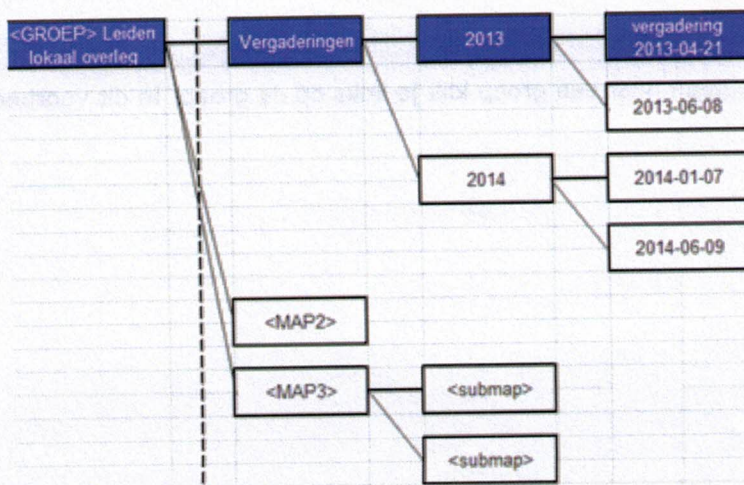 <GROEP> Leiden
lokaal overleg
Vergaderingen
2013
vergadering
2013-04-21
2013-06-08
2014
2014-01-07
2014-06-09
<MAP2>
<MAP3>
<submap>
<submap>